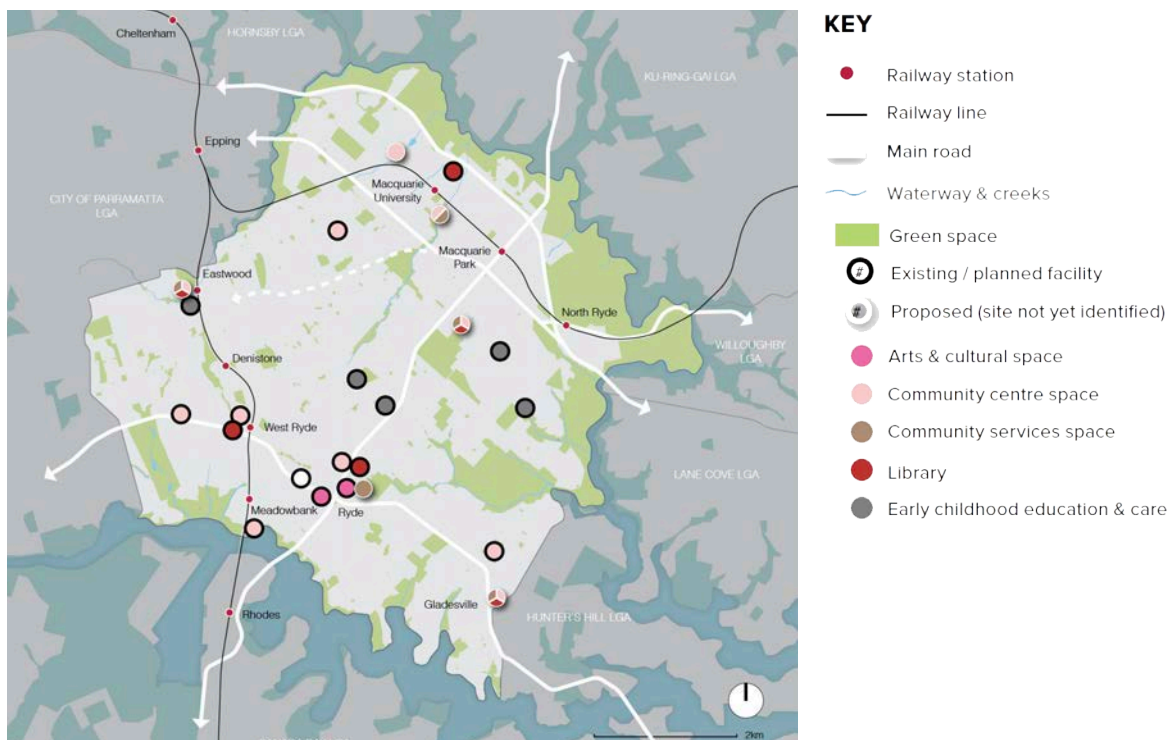 Cheltenham
HORNSBY LGA
KU-RING-GAI LGA
Epping
CITY OF PARRAMATTA
LGA
Macquarie
University
Macquarie
Park
Eastwood
North Ryde
WILLOUGHBY
LGA
Denistone
West Ryde
LANE COVE LGA
Meadowbank
Ryde
Gladesville
HUNTER'S HILL LGA
Rhodes
2km
KEY
Railway station
Railway line
Main road
Waterway & creeks
Green space
#
Existing / planned facility
#
Proposed (site not yet identified)
Arts & cultural space
Community centre space
Community services space
Library
Early childhood education & care